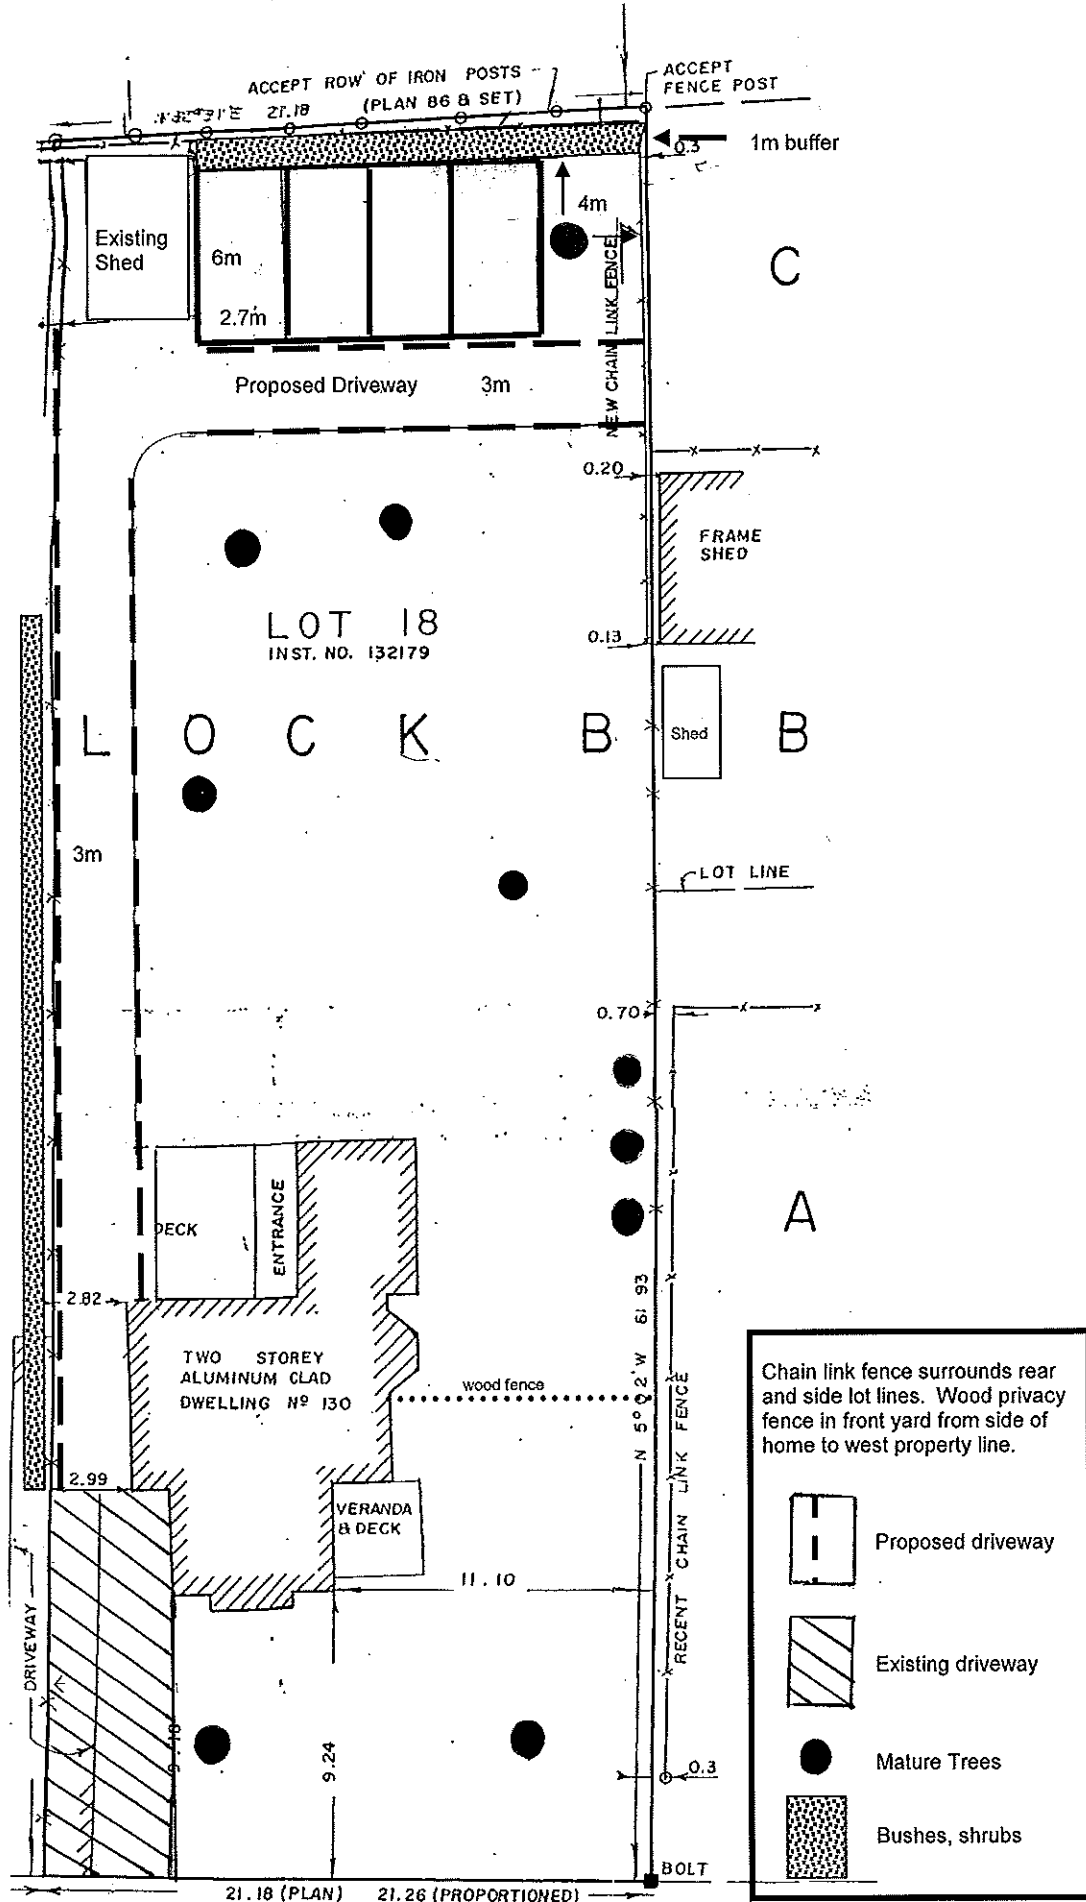 ACCEPT ROW OF IRON POSTS
(PLAN 86 & SET)
21.18
ACCEPT
FENCE POST
1m buffer
0.3
4m
Existing
Shed
6m
2.7m
NEW CHAIN LINK FENCE
C
Proposed Driveway 3m
0.20
FRAME
SHED
LOT 18
INST. NO. 132179
0.13
L O C K B B
Shed
3m
LOT LINE
0.70
A
DECK
ENTRANCE
2.82
N 5°02'W 61 93
TWO STOREY
ALUMINUM CLAD
DWELLING Nº 130
wood fence
RECENT CHAIN LINK FENCE
2.99
VERANDA
& DECK
11.10
DRIVEWAY
9.24
0.3
BOLT
21.18 (PLAN) 21.26 (PROPORTIONED)
Chain link fence surrounds rear
and side lot lines. Wood privacy
fence in front yard from side of
home to west property line.
Proposed driveway
Existing driveway
Mature Trees
Bushes, shrubs